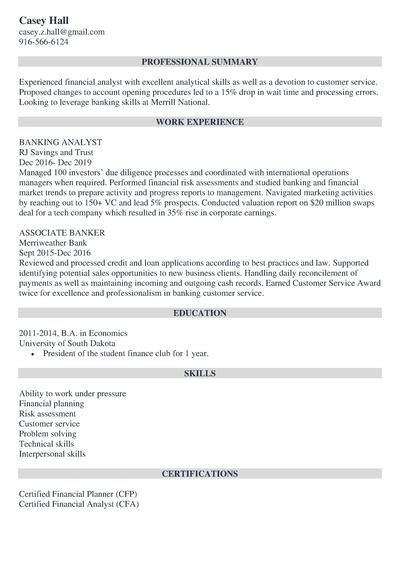 Casey Hall
casey.z.hall@gmail.com
916-566-6124
PROFESSIONAL SUMMARY
Experienced financial analyst with excellent analytical skills as well as a devotion to customer service.
Proposed changes to account opening procedures led to a 15% drop in wait time and processing errors.
Looking to leverage banking skills at Merrill National.
WORK EXPERIENCE
BANKING ANALYST
RJ Savings and Trust
Dec 2016- Dec 2019
Managed 100 investors' due diligence processes and coordinated with international operations
managers when required. Performed financial risk assessments and studied banking and financial
market trends to prepare activity and progress reports to management. Navigated marketing activities
by reaching out to 150+ VC and lead 5% prospects. Conducted valuation report on $20 million swaps
deal for a tech company which resulted in 35% rise in corporate earnings.
ASSOCIATE BANKER
Merriweather Bank
Sept 2015-Dec 2016
Reviewed and processed credit and loan applications according to best practices and law. Supported
identifying potential sales opportunities to new business clients. Handling daily reconcilement of
payments as well as maintaining incoming and outgoing cash records. Earned Customer Service Award
twice for excellence and professionalism in banking customer service.
EDUCATION
2011-2014, B.A. in Economics
University of South Dakota
• President of the student finance club for 1 year.
SKILLS
Ability to work under pressure
Financial planning
Risk assessment
Customer service
Problem solving
Technical skills
Interpersonal skills
CERTIFICATIONS
Certified Financial Planner (CFP)
Certified Financial Analyst (CFA)